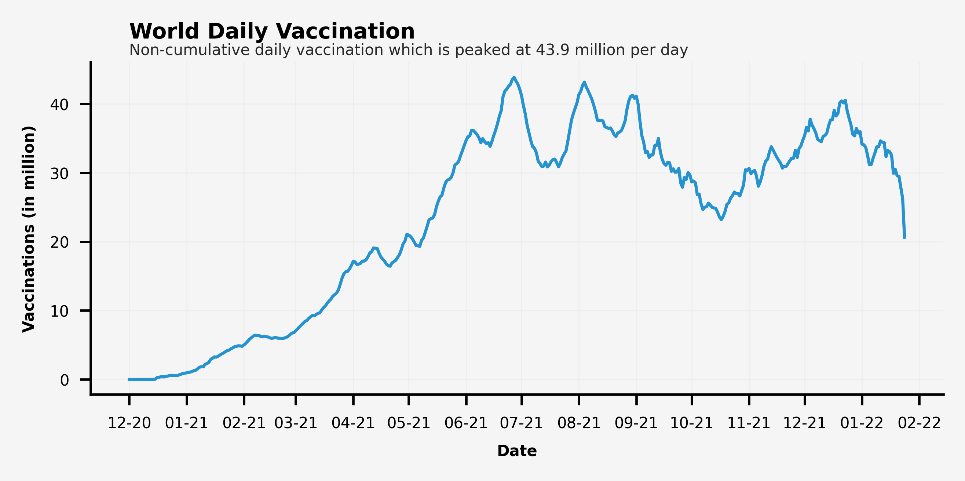 World Daily Vaccination
Non-cumulative daily vaccination which is peaked at 43.9 million per day
Vaccinations (in million)
40
30
20
10
0
12-20 01-21 02-21 03-21 04-21 05-21 06-21 07-21 08-21 09-21 10-21 11-21 12-21 01-22 02-22
Date